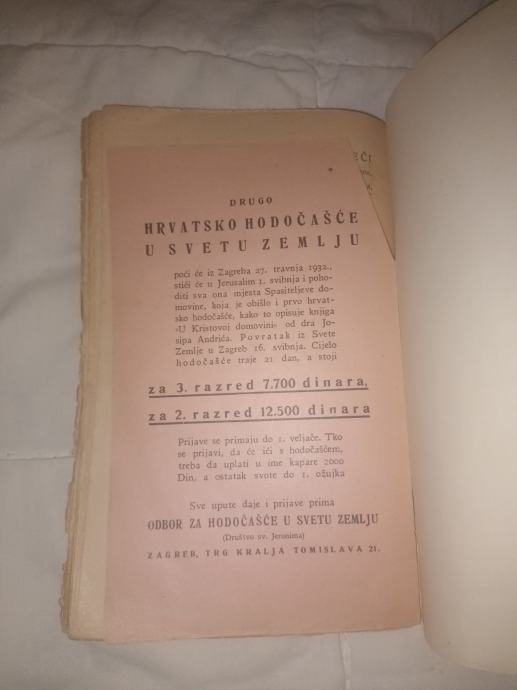 DRUGO
HRVATSKO HODOČAŠĆE
U SVETU ZEMLJU
poći će iz Zagreba 27. travnja 1932.,
stići će u Jerusalim 1. svibnja i poho-
diti sva ona mjesta Spasiteljeve do-
movine, koja je obišlo i prvo hrvat-
sko hodočašće, kako to opisuje knjiga
»U Kristovoj domovini« od dra Jo-
sipa Andrića. Povratak iz Svete
Zemlje u Zagreb 16. svibnja. Cijelo
hodočašće traje 21 dan, a stoji
za 3. razred 7.700 dinara,
za 2. razred 12.500 dinara
Prijave se primaju do 1. veljače. Tko
se prijavi, da će ići s hodočašćem,
treba da uplati u ime kapare 2000
Din, a ostatak svote do 1. ožujka
Sve upute daje i prijave prima
ODBOR ZA HODOČAŠĆE U SVETU ZEMLJU
(Društvo sv. Jeronima)
ZAGREB, TRG KRALJA TOMISLAVA 21.